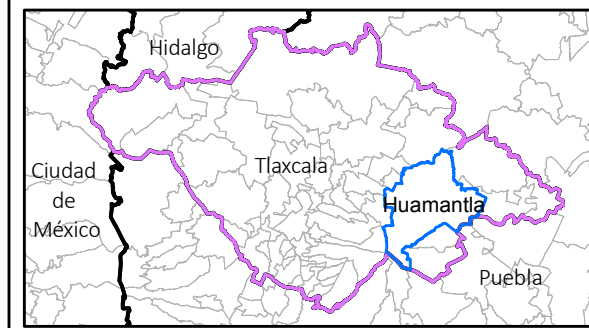 Hidalgo
Tlaxcala
Ciudad
de
México
Huamantla
Puebla